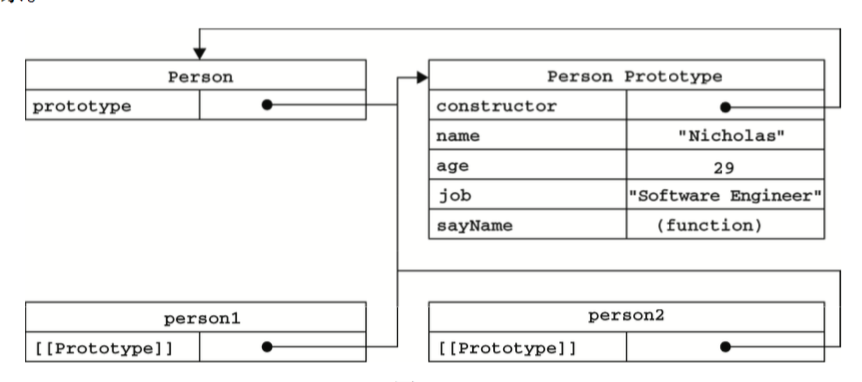 Person
prototype
Person Prototype
constructor
name "Nicholas"
age 29
job "Software Engineer"
sayName (function)
person1
[[Prototype]]
person2
[[Prototype]]